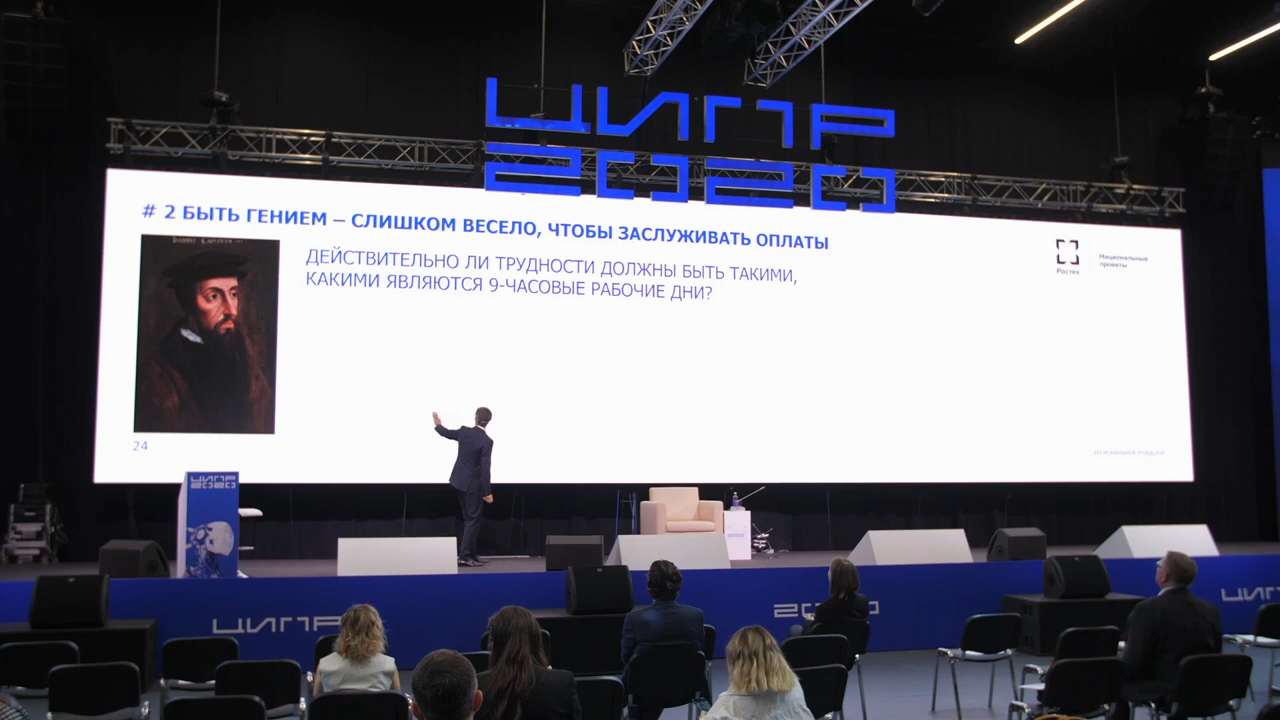 ЦИПР
2020
# 2 БЫТЬ ГЕНИЕМ – СЛИШКОМ ВЕСЕЛО, ЧТОБЫ ЗАСЛУЖИВАТЬ ОПЛАТЫ
ДЕЙСТВИТЕЛЬНО ЛИ ТРУДНОСТИ ДОЛЖНЫ БЫТЬ ТАКИМИ,
КАКИМИ ЯВЛЯЮТСЯ 9-ЧАСОВЫЕ РАБОЧИЕ ДНИ?
Ростех
Национальные
проекты
24
ЦИПР
2020
ЦИПР
2020
ЦИПР